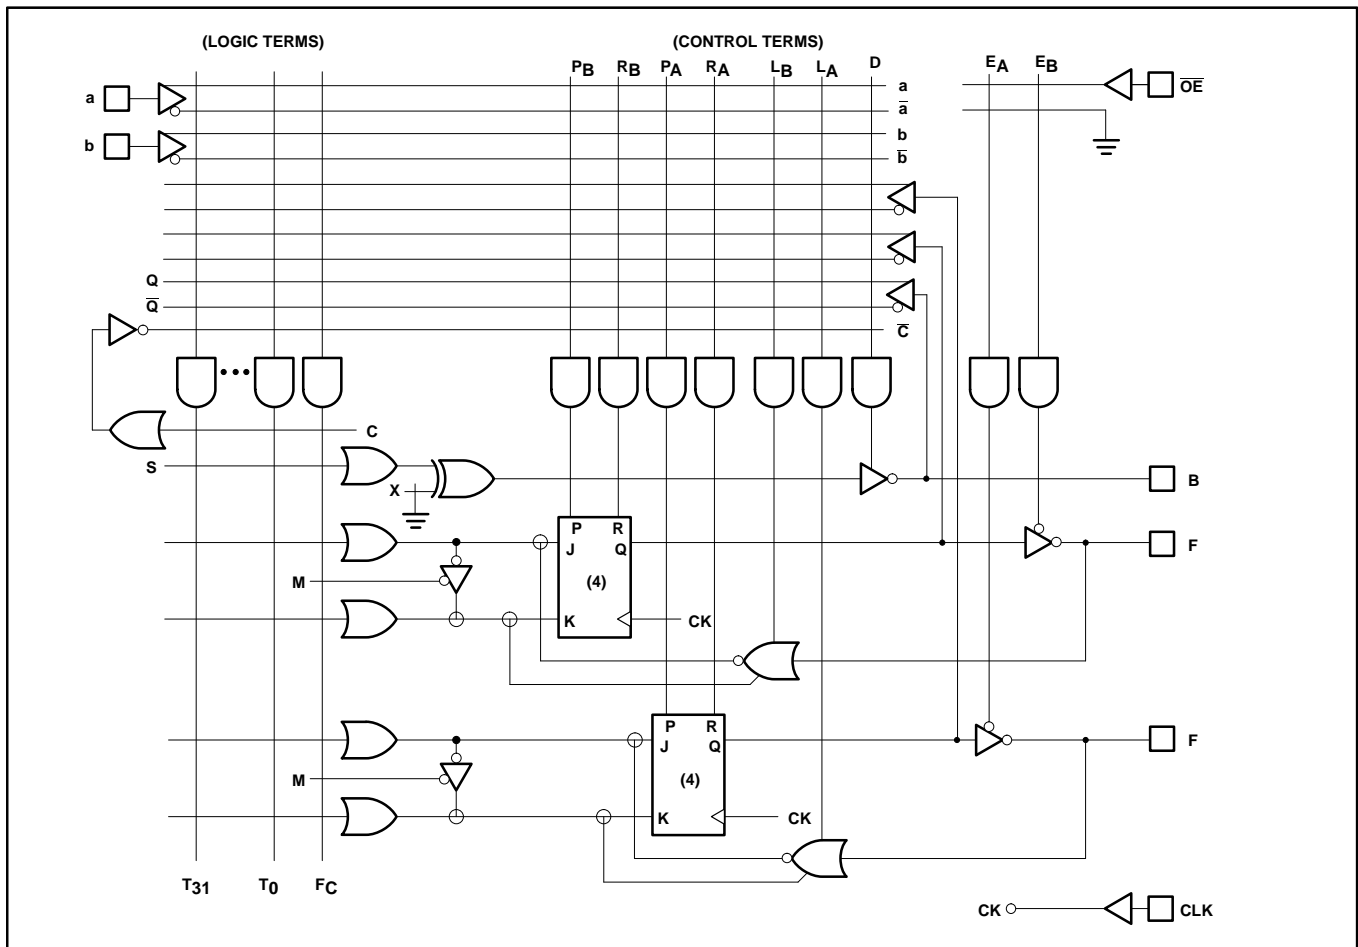 (LOGIC TERMS) (CONTROL TERMS)
PB RB PA RA LB LA D EA EB
a a OE
a̅
b b
b̅
Q
Q̅
C̅
C
S
X B
P R F
J Q
M (4)
K CK
P R
J Q F
M (4)
K CK
T31 T0 FC
CK CLK